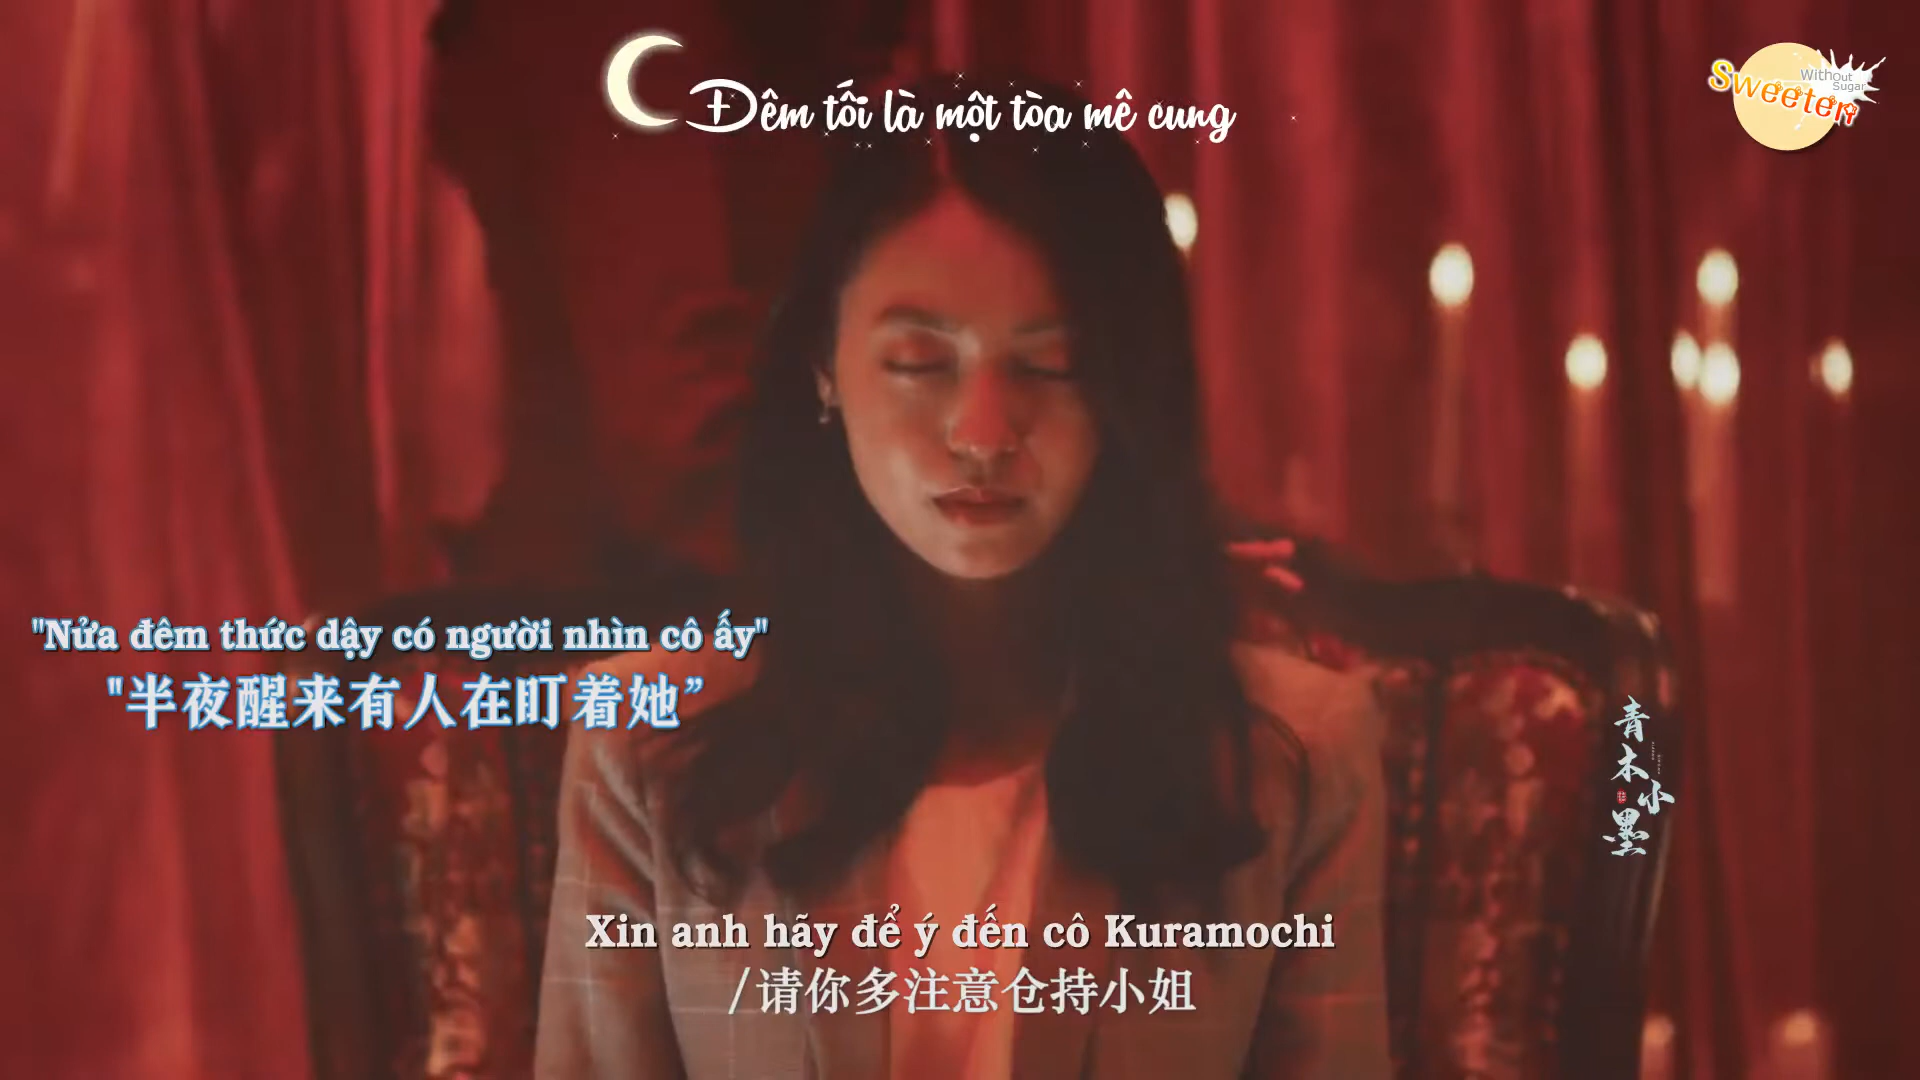 Đêm tối là một tòa mê cung
Without
Sugar
Sweeter
"Nửa đêm thức dậy có người nhìn cô ấy"
"半夜醒来有人在盯着她”
青木小墨
Xin anh hãy để ý đến cô Kuramochi
/请你多注意仓持小姐